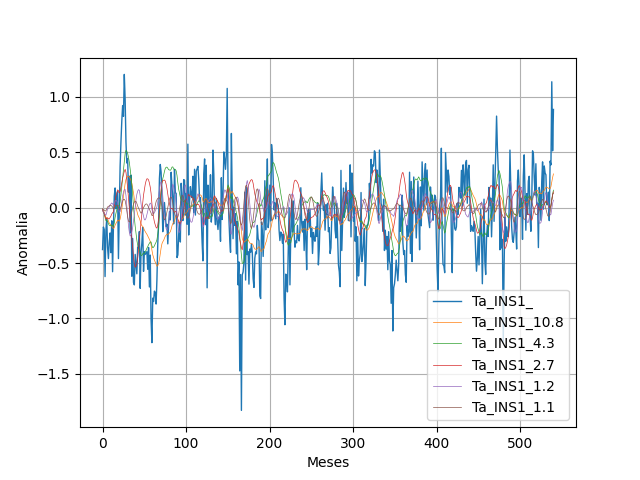 1.0
0.5
0.0
−0.5
−1.0
−1.5
Anomalia
0
100
200
300
400
500
Meses
Ta_INS1_
Ta_INS1_10.8
Ta_INS1_4.3
Ta_INS1_2.7
Ta_INS1_1.2
Ta_INS1_1.1